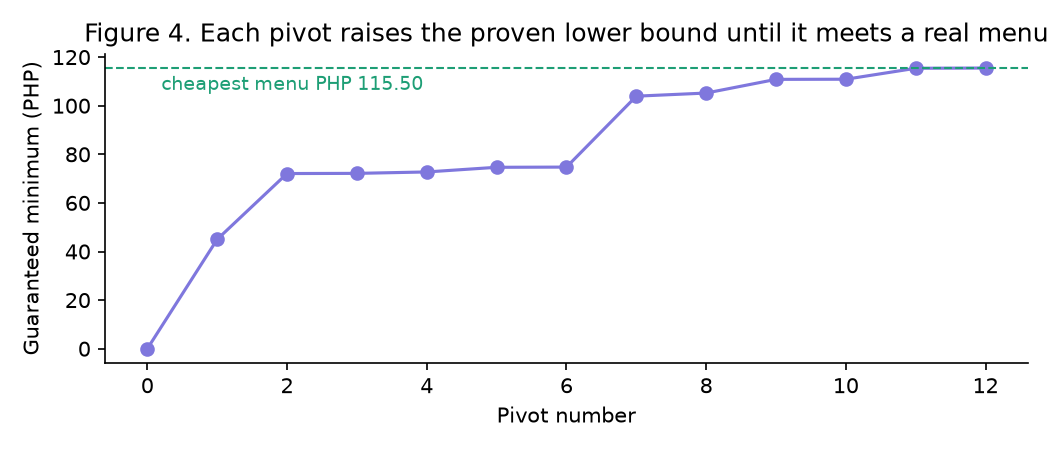 Figure 4. Each pivot raises the proven lower bound until it meets a real menu
Guaranteed minimum (PHP)
120
100
80
60
40
20
0
cheapest menu PHP 115.50
0 2 4 6 8 10 12
Pivot number